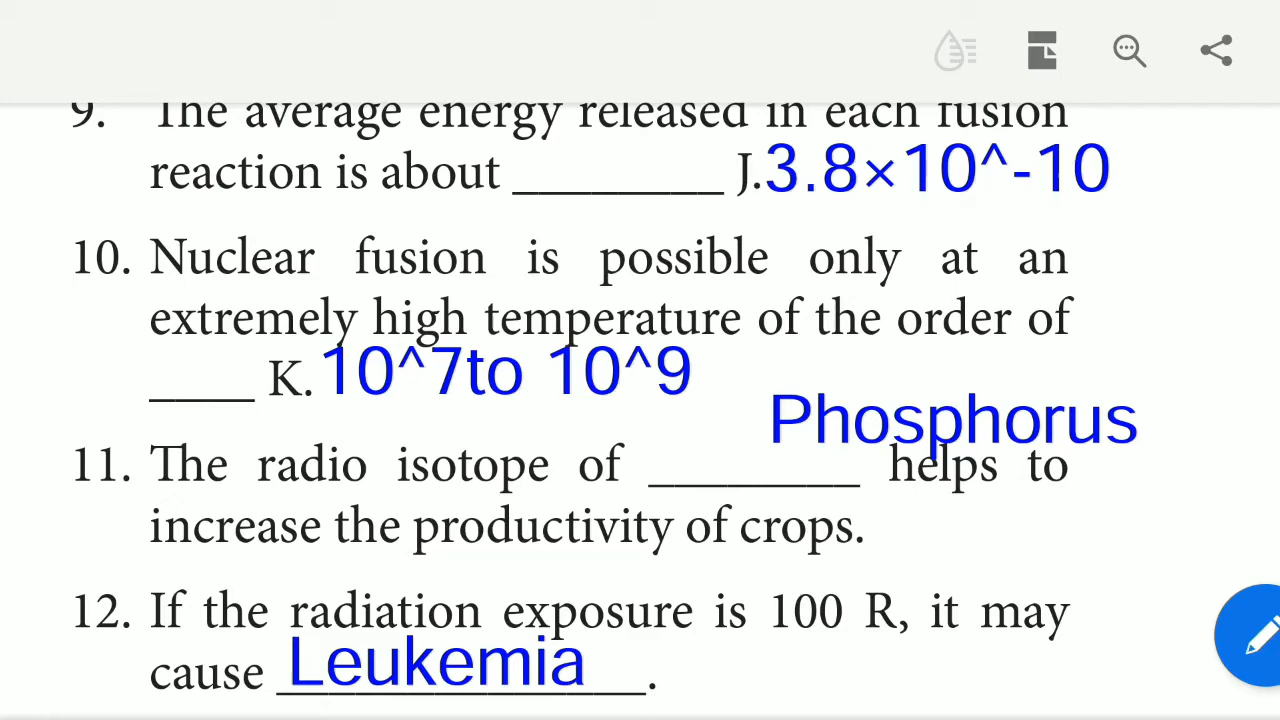 9. The average energy released in each fusion
reaction is about ________ J.3.8×10^-10
10. Nuclear fusion is possible only at an
extremely high temperature of the order of
____ K.10^7to 10^9
Phosphorus
11. The radio isotope of ________ helps to
increase the productivity of crops.
12. If the radiation exposure is 100 R, it may
cause Leukemia.